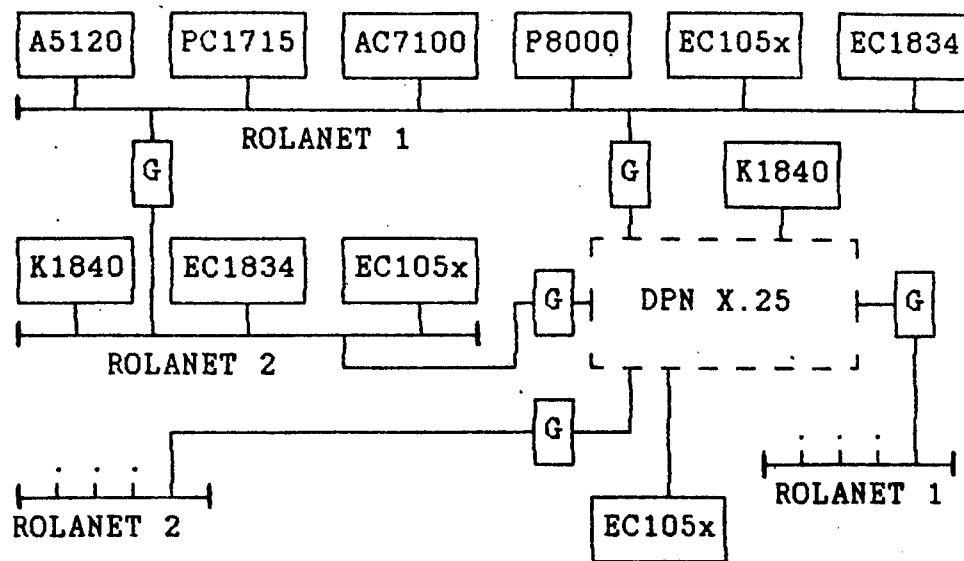 A5120 PC1715 AC7100 P8000 EC105x EC1834
ROLANET 1
G G K1840
K1840 EC1834 EC105x
G DPN X.25 G
ROLANET 2
G
ROLANET 1
ROLANET 2
EC105x